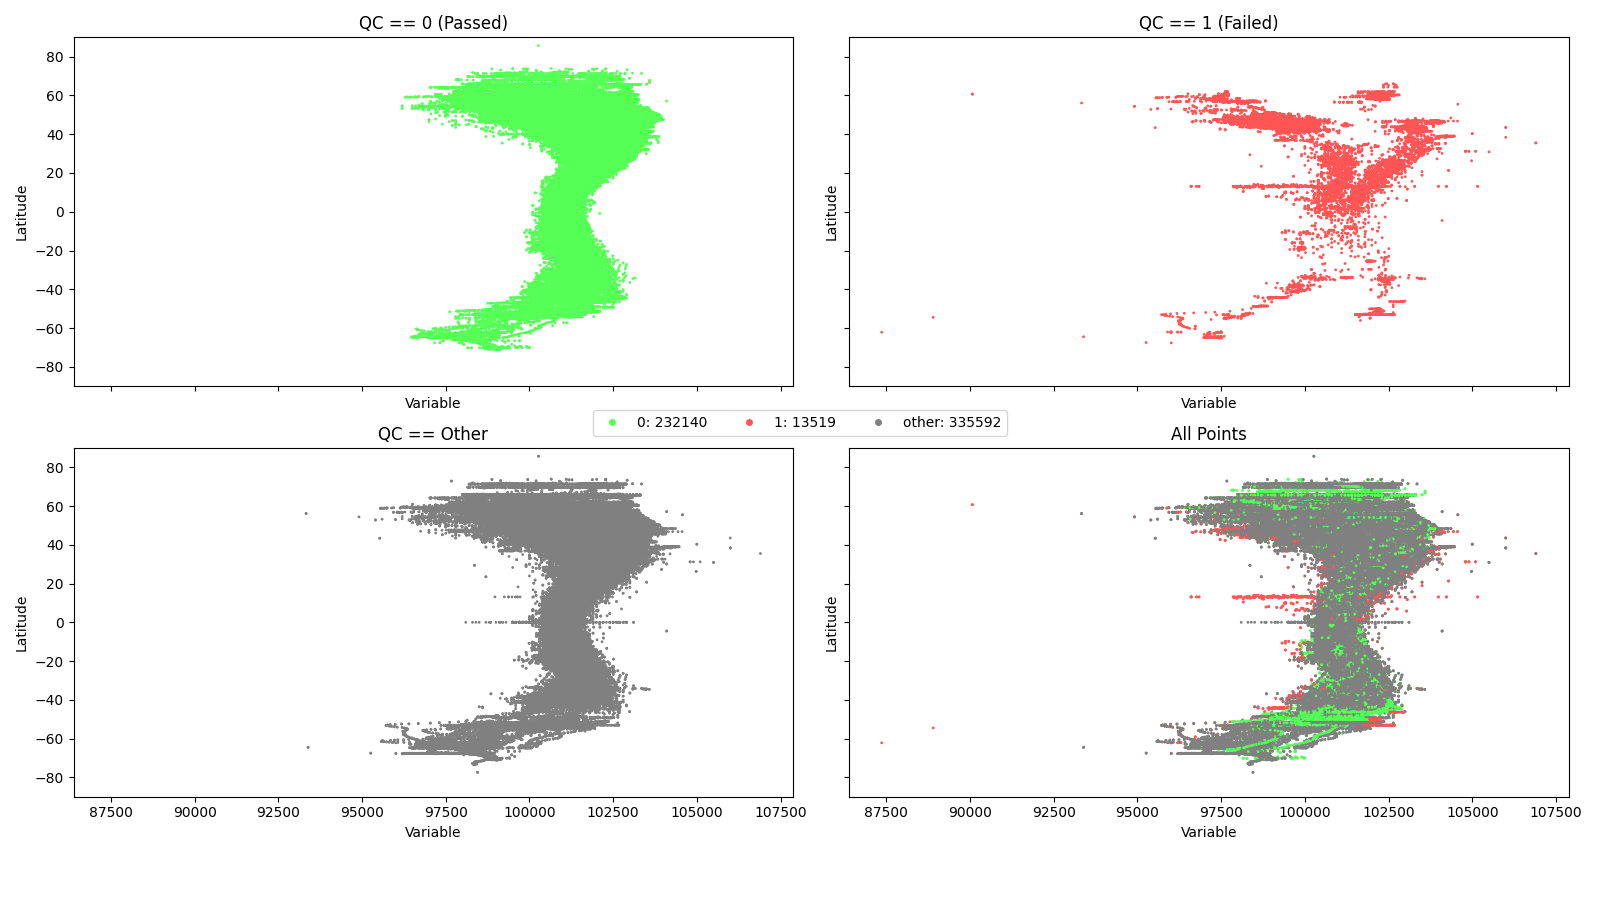 QC == 0 (Passed)
80
60
40
20
0
−20
−40
−60
−80
Latitude
Variable
QC == 1 (Failed)
Latitude
Variable
0: 232140 1: 13519 other: 335592
QC == Other
80
60
40
20
0
−20
−40
−60
−80
Latitude
87500 90000 92500 95000 97500 100000 102500 105000 107500
Variable
All Points
Latitude
87500 90000 92500 95000 97500 100000 102500 105000 107500
Variable